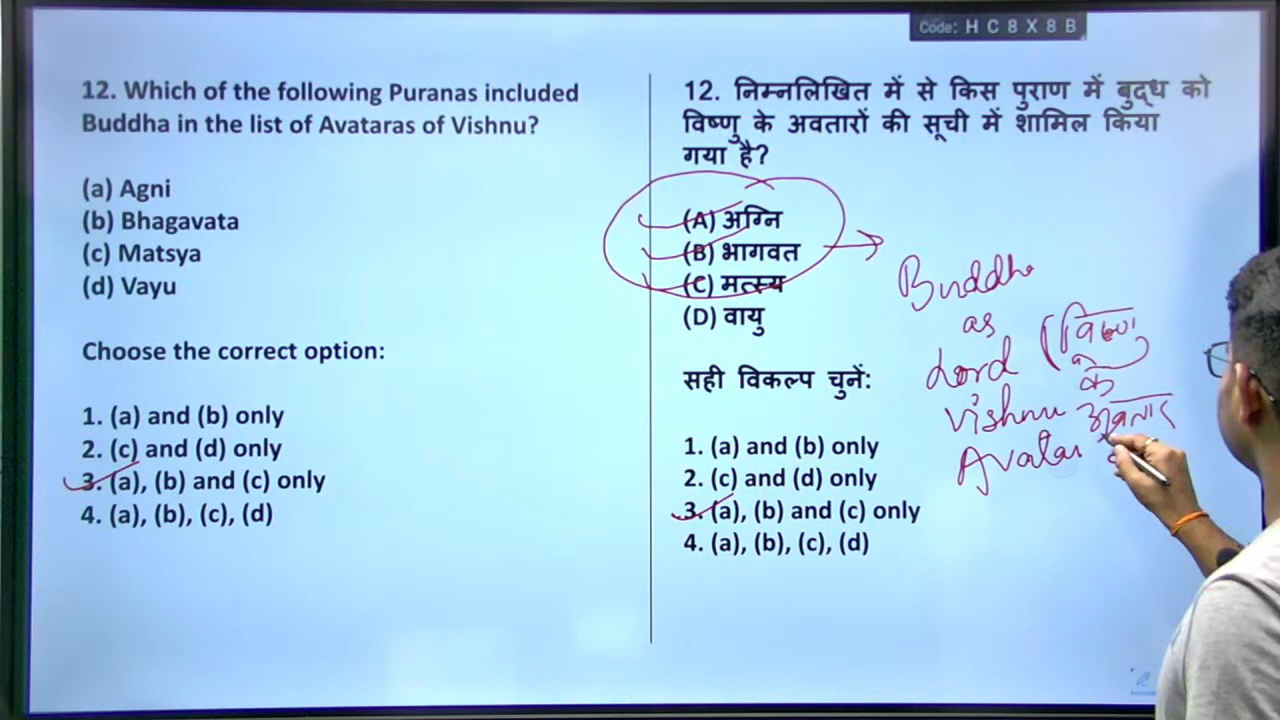 Code: H C 8 X 8 B
12. Which of the following Puranas included
Buddha in the list of Avataras of Vishnu?
(a) Agni
(b) Bhagavata
(c) Matsya
(d) Vayu
Choose the correct option:
1. (a) and (b) only
2. (c) and (d) only
3. (a), (b) and (c) only
4. (a), (b), (c), (d)
12. निम्नलिखित में से किस पुराण में बुद्ध को
विष्णु के अवतारों की सूची में शामिल किया
गया है?
(A) अग्नि
(B) भागवत
(C) मत्स्य
(D) वायु
सही विकल्प चुनें:
1. (a) and (b) only
2. (c) and (d) only
3. (a), (b) and (c) only
4. (a), (b), (c), (d)
Buddha
as
Lord (विष्णु
के
Vishnu अवतार
Avatar